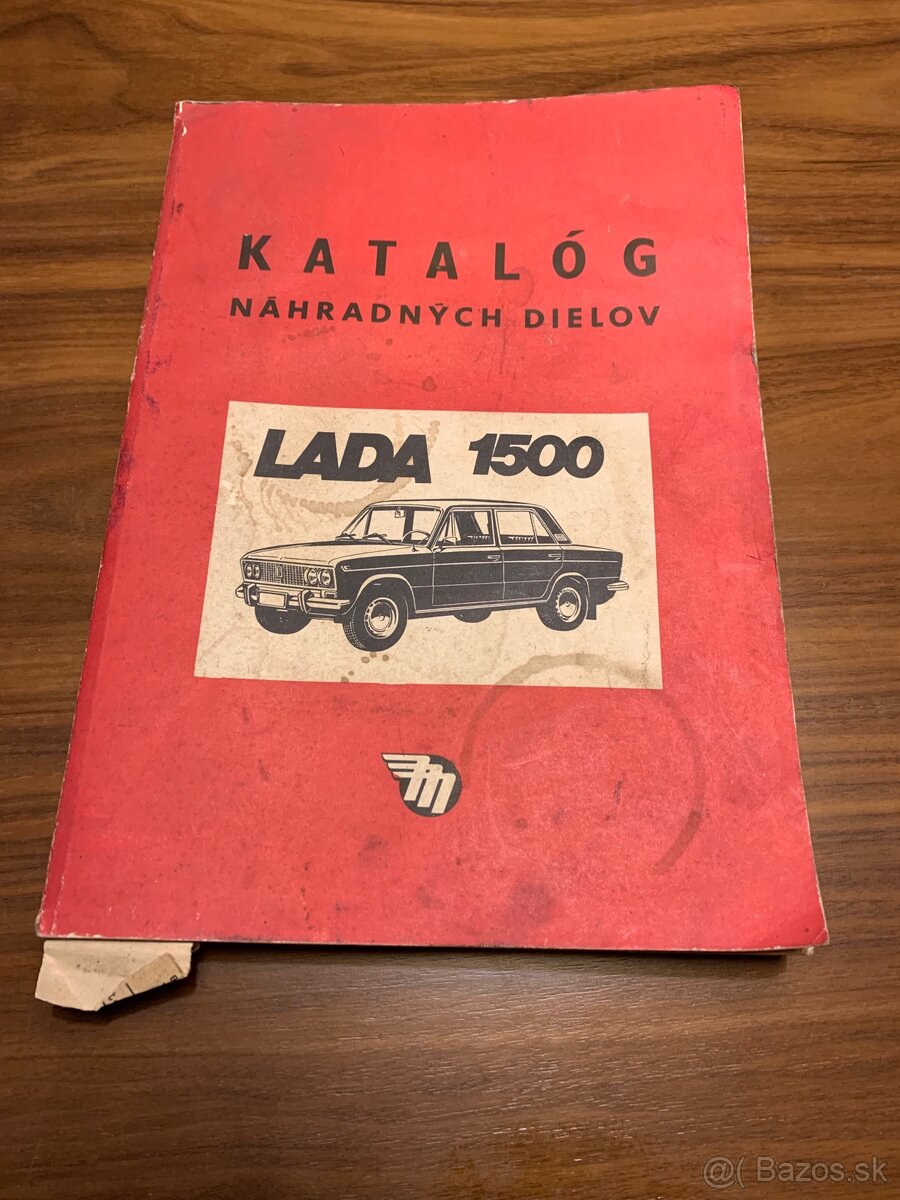 KATALÓG
NÁHRADNÝCH DIELOV
LADA 1500
@( Bazos.sk